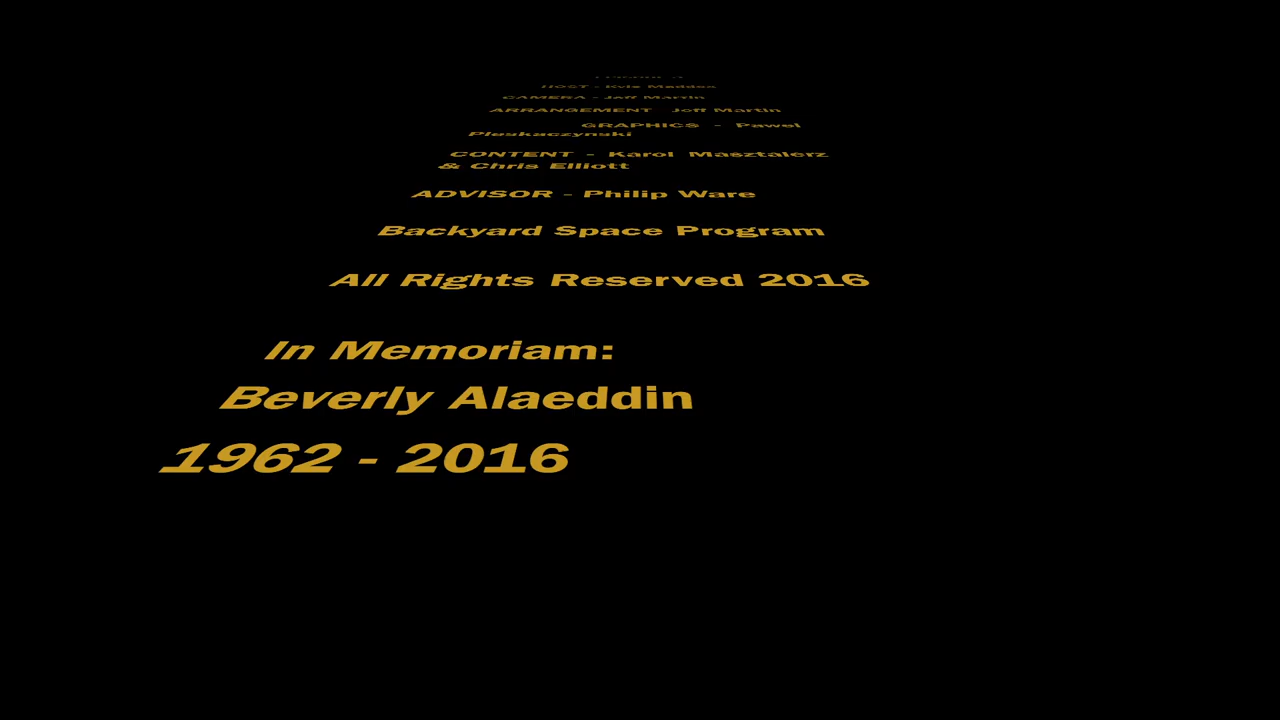 HOST - Kyle Madden
CAMERA - Jeff Martin
ARRANGEMENT Jeff Martin
GRAPHICS - Pawel
Pleskaczynski
CONTENT - Karol Masztalerz
& Chris Elliott
ADVISOR - Philip Ware
Backyard Space Program
All Rights Reserved 2016
In Memoriam:
Beverly Alaeddin
1962 - 2016